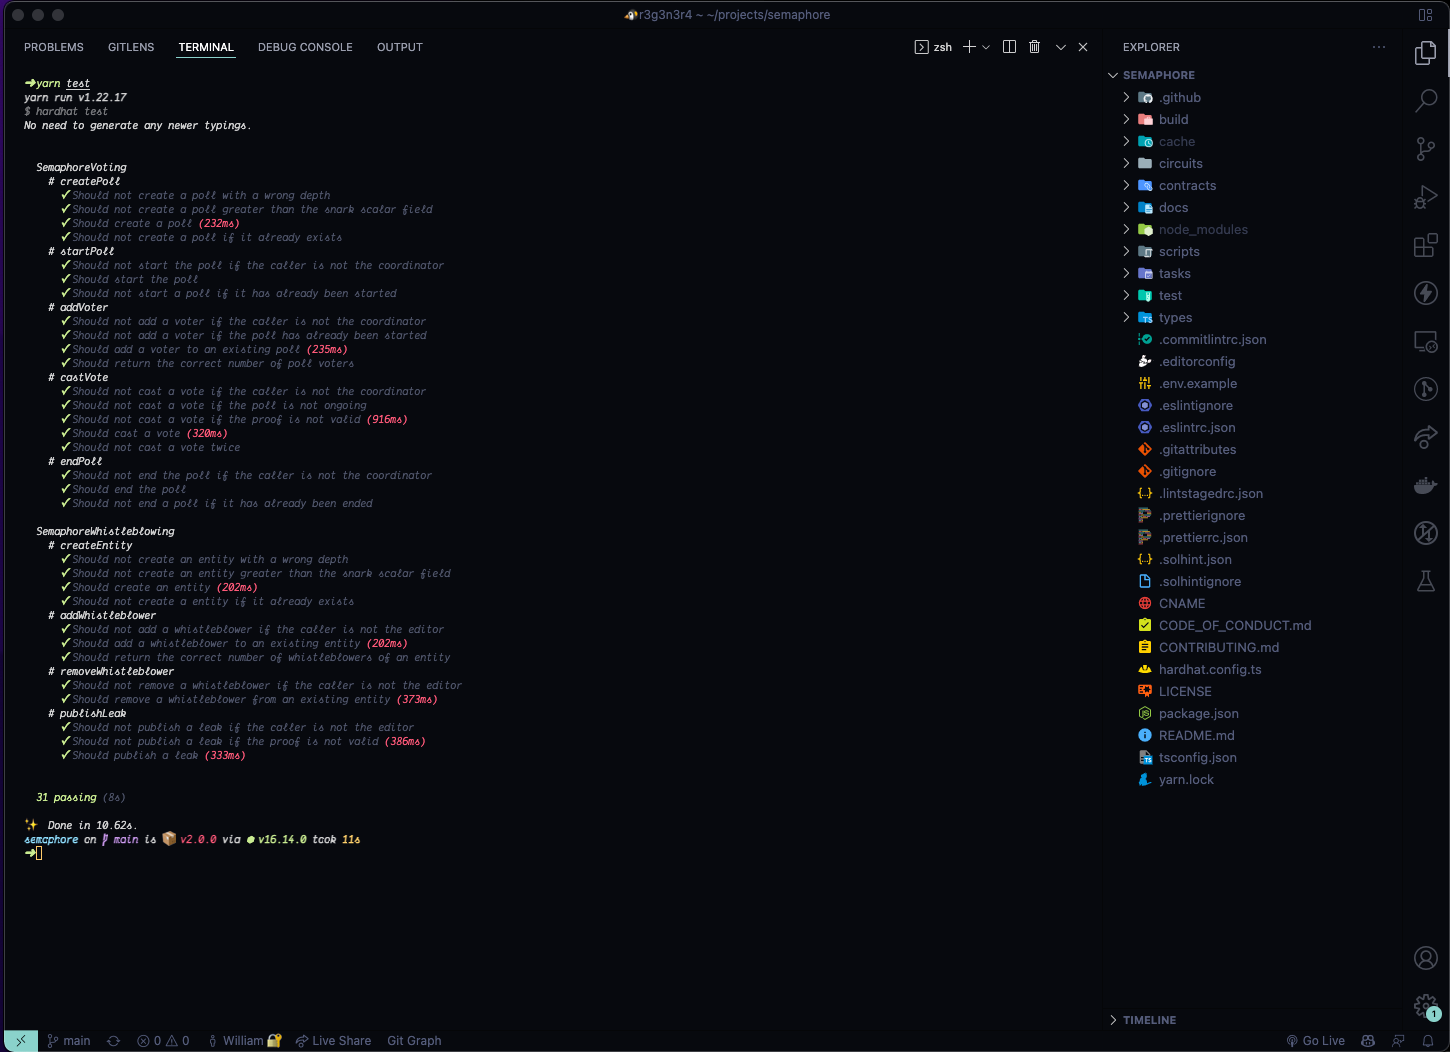 r3g3n3r4 ~ ~/projects/semaphore
PROBLEMS GITLENS TERMINAL DEBUG CONSOLE OUTPUT
zsh
➜yarn test
yarn run v1.22.17
$ hardhat test
No need to generate any newer typings.
SemaphoreVoting
# createPoll
✓Should not create a poll with a wrong depth
✓Should not create a poll greater than the snark scalar field
✓Should create a poll (232ms)
✓Should not create a poll if it already exists
# startPoll
✓Should not start the poll if the caller is not the coordinator
✓Should start the poll
✓Should not start a poll if it has already been started
# addVoter
✓Should not add a voter if the caller is not the coordinator
✓Should not add a voter if the poll has already been started
✓Should add a voter to an existing poll (235ms)
✓Should return the correct number of poll voters
# castVote
✓Should not cast a vote if the caller is not the coordinator
✓Should not cast a vote if the poll is not ongoing
✓Should not cast a vote if the proof is not valid (916ms)
✓Should cast a vote (320ms)
✓Should not cast a vote twice
# endPoll
✓Should not end the poll if the caller is not the coordinator
✓Should end the poll
✓Should not end a poll if it has already been ended
SemaphoreWhistleblowing
# createEntity
✓Should not create an entity with a wrong depth
✓Should not create an entity greater than the snark scalar field
✓Should create an entity (202ms)
✓Should not create a entity if it already exists
# addWhistleblower
✓Should not add a whistleblower if the caller is not the editor
✓Should add a whistleblower to an existing entity (202ms)
✓Should return the correct number of whistleblowers of an entity
# removeWhistleblower
✓Should not remove a whistleblower if the caller is not the editor
✓Should remove a whistleblower from an existing entity (373ms)
# publishLeak
✓Should not publish a leak if the caller is not the editor
✓Should not publish a leak if the proof is not valid (386ms)
✓Should publish a leak (333ms)
31 passing (8s)
✨ Done in 10.62s.
semaphore on main is 📦 v2.0.0 via v16.14.0 took 11s
➜
EXPLORER
SEMAPHORE
.github
build
cache
circuits
contracts
docs
node_modules
scripts
tasks
test
types
.commitlintrc.json
.editorconfig
.env.example
.eslintignore
.eslintrc.json
.gitattributes
.gitignore
.lintstagedrc.json
.prettierignore
.prettierrc.json
.solhint.json
.solhintignore
CNAME
CODE_OF_CONDUCT.md
CONTRIBUTING.md
hardhat.config.ts
LICENSE
package.json
README.md
tsconfig.json
yarn.lock
TIMELINE
1
main 0 0 William 🔐 Live Share Git Graph Go Live